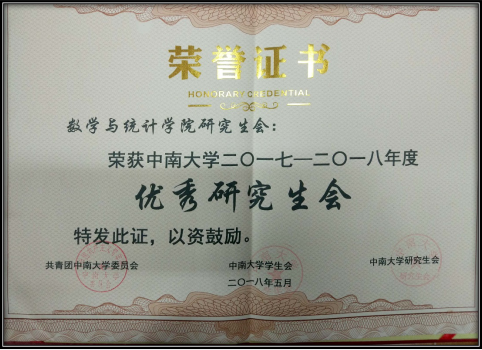 荣誉证书
HONORARY CREDENTIAL
数学与统计学院研究生会：
荣获中南大学二〇一七—二〇一八年度
优秀研究生会
特发此证，以资鼓励。
共青团中南大学委员会 中南大学学生会 中南大学研究生会
二〇一八年五月